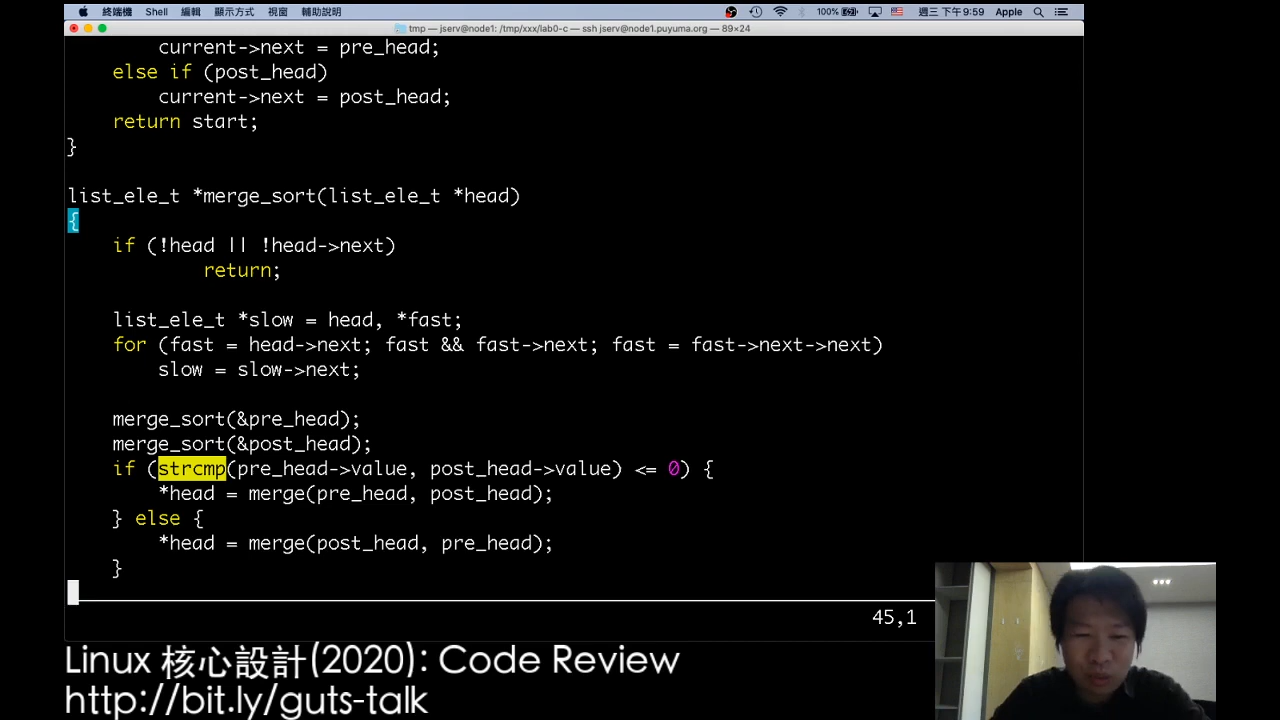 終端機 Shell 編輯 顯示方式 視窗 輔助說明 100% 週三 下午9:59 Apple
tmp — jserv@node1: /tmp/xxx/lab0-c — ssh jserv@node1.puyuma.org — 89×24
current->next = pre_head;
else if (post_head)
current->next = post_head;
return start;
}
list_ele_t *merge_sort(list_ele_t *head)
{
if (!head || !head->next)
return;
list_ele_t *slow = head, *fast;
for (fast = head->next; fast && fast->next; fast = fast->next->next)
slow = slow->next;
merge_sort(&pre_head);
merge_sort(&post_head);
if (strcmp(pre_head->value, post_head->value) <= 0) {
*head = merge(pre_head, post_head);
} else {
*head = merge(post_head, pre_head);
}
45,1
Linux 核心設計(2020): Code Review
http://bit.ly/guts-talk